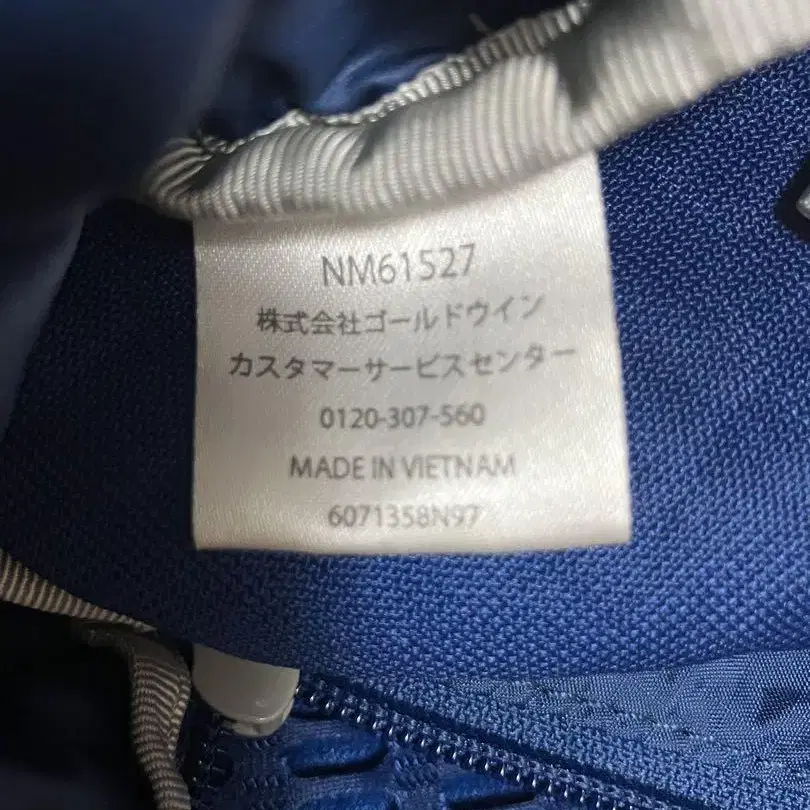 NM61527
株式会社ゴールドウイン
カスタマーサービスセンター
0120-307-560
MADE IN VIETNAM
6071358N97